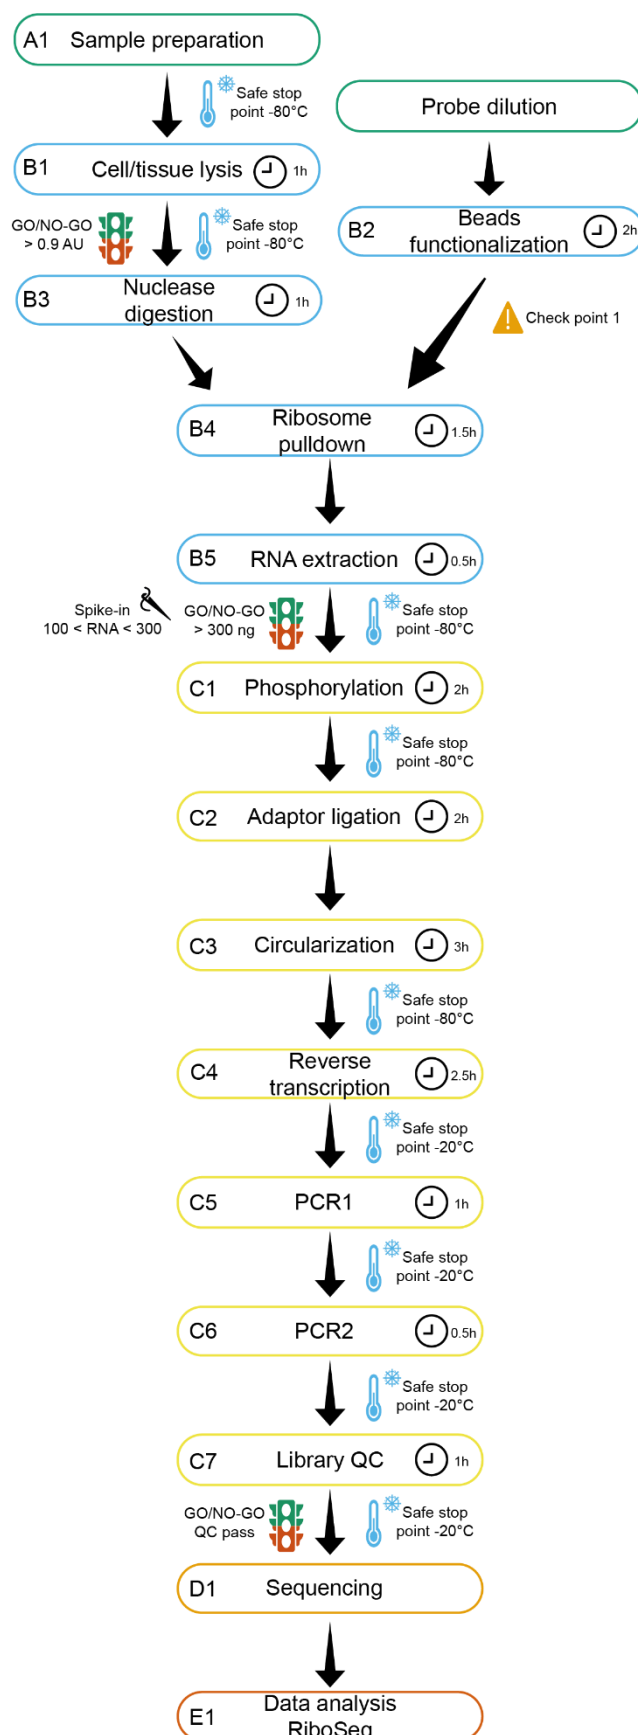 A1 Sample preparation
Safe stop
point -80°C
Probe dilution
B1 Cell/tissue lysis 1h
GO/NO-GO
> 0.9 AU
Safe stop
point -80°C
B2 Beads
functionalization 2h
B3 Nuclease
digestion 1h
Check point 1
B4 Ribosome
pulldown 1.5h
B5 RNA extraction 0.5h
Spike-in
100 < RNA < 300
GO/NO-GO
> 300 ng
Safe stop
point -80°C
C1 Phosphorylation 2h
Safe stop
point -80°C
C2 Adaptor ligation 2h
C3 Circularization 3h
Safe stop
point -80°C
C4 Reverse
transcription 2.5h
Safe stop
point -20°C
C5 PCR1 1h
Safe stop
point -20°C
C6 PCR2 0.5h
Safe stop
point -20°C
C7 Library QC 1h
GO/NO-GO
QC pass
Safe stop
point -20°C
D1 Sequencing
E1 Data analysis
RiboSeq